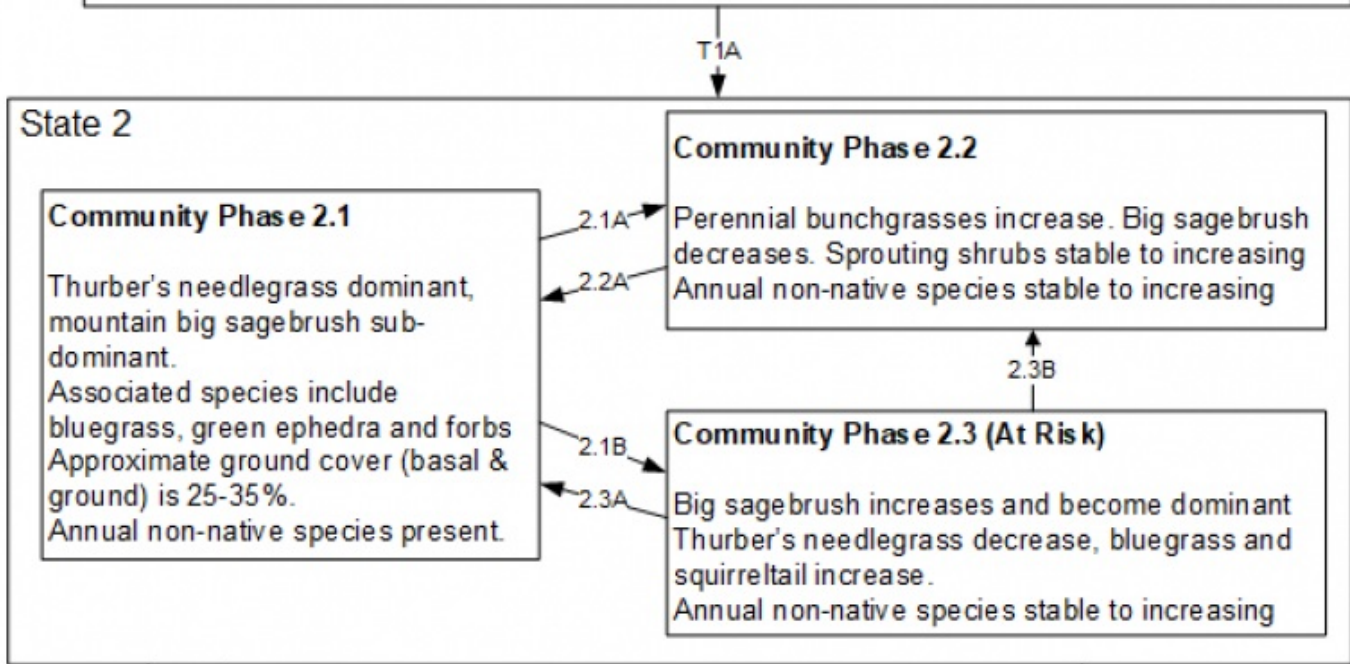 T1A
State 2
Community Phase 2.1
Thurber's needlegrass dominant,
mountain big sagebrush sub-
dominant.
Associated species include
bluegrass, green ephedra and forbs
Approximate ground cover (basal &
ground) is 25-35%.
Annual non-native species present.
2.1A
2.2A
2.1B
2.3A
Community Phase 2.2
Perennial bunchgrasses increase. Big sagebrush
decreases. Sprouting shrubs stable to increasing
Annual non-native species stable to increasing
2.3B
Community Phase 2.3 (At Risk)
Big sagebrush increases and become dominant
Thurber's needlegrass decrease, bluegrass and
squirreltail increase.
Annual non-native species stable to increasing